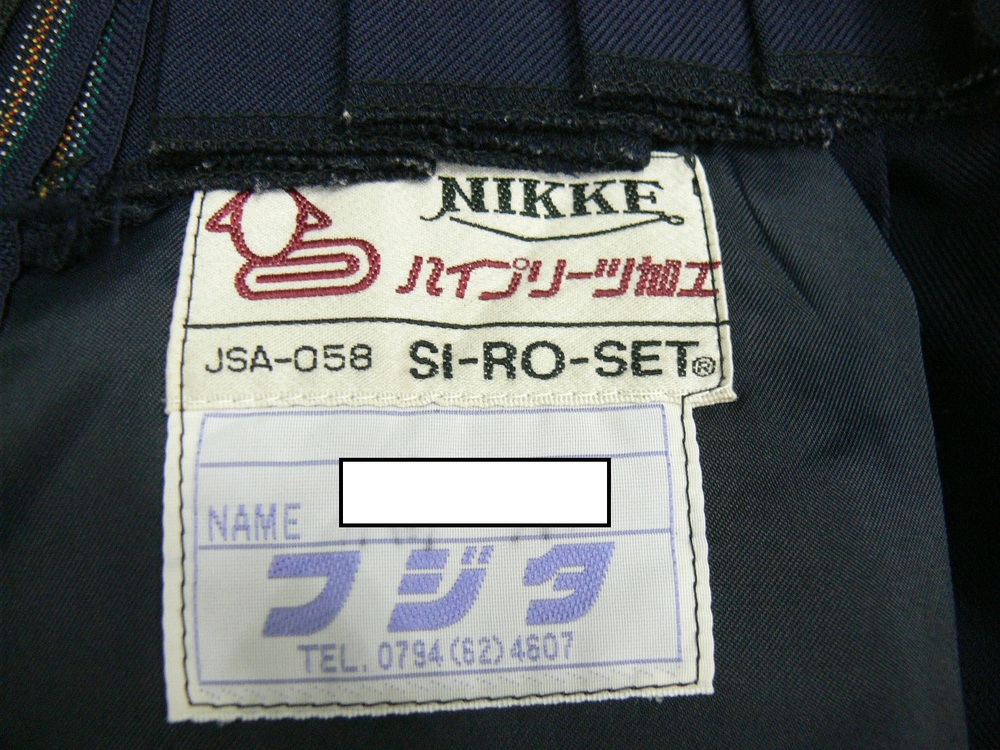 NIKKE
ハイプリーツ加工
JSA-058 SI-RO-SET®
NAME
フジタ
TEL. 0794(62)4607